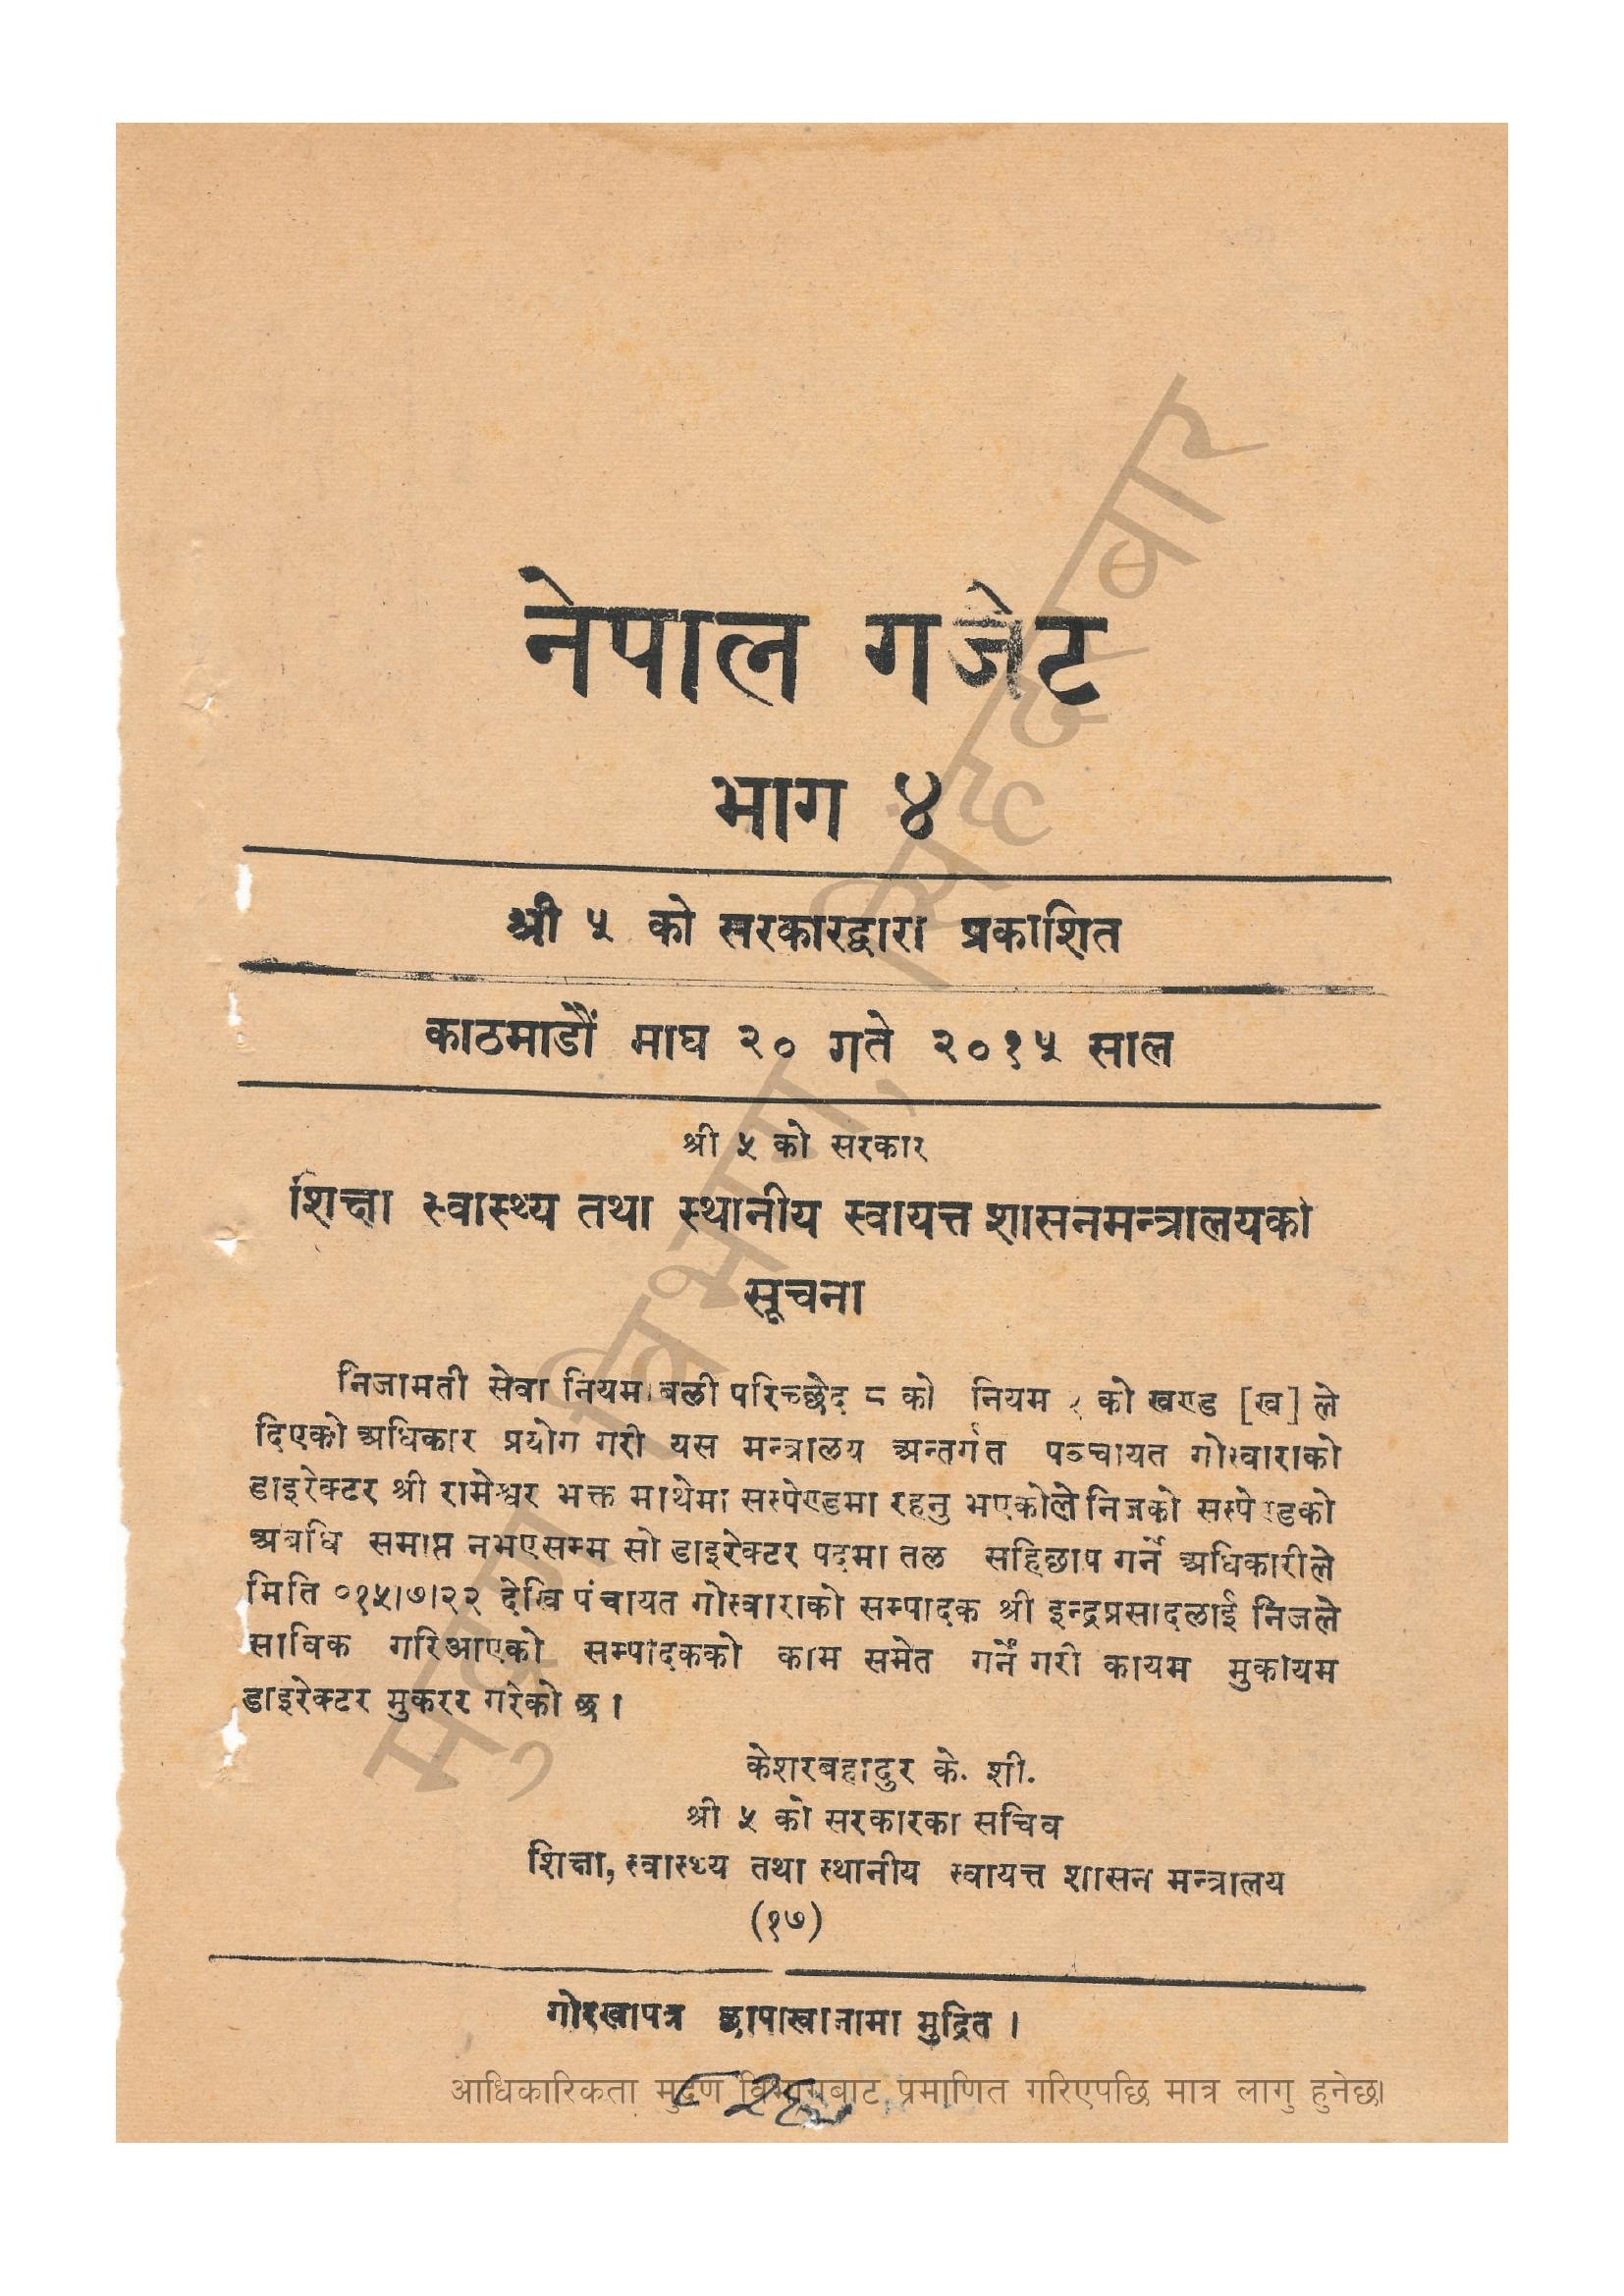 नेपाल गजेट
भाग ४
श्री ५ को सरकारद्वारा प्रकाशित
काठमाडौं माघ २० गते २०१५ साल
श्री ५ को सरकार
शिक्षा स्वास्थ्य तथा स्थानीय स्वायत्त शासनमन्त्रालयको
सूचना
निजामती सेवा नियमावली परिच्छेद ८ को नियम को खण्ड [ख] ले
दिएको अधिकार प्रयोग गरी यस मन्त्रालय अन्तर्गत पञ्चायत गोस्वाराको
डाइरेक्टर श्री रामेश्वर भक्त माथेमा सस्पेण्डमा रहनु भएकोले निजको सस्पेण्डको
अवधि समाप्त नभएसम्म सो डाइरेक्टर पदमा तल सहिछाप गर्ने अधिकारीले
मिति ०१५।७।२२ देखि पंचायत गोस्वाराको सम्पादक श्री इन्द्रप्रसादलाई निजले
साविक गरिआएको सम्पादकको काम समेत गर्ने गरी कायम मुकायम
डाइरेक्टर मुकरर गरेको छ ।
केशरबहादुर के. शी.
श्री ५ को सरकारका सचिव
शिक्षा, स्वास्थ्य तथा स्थानीय स्वायत्त शासन मन्त्रालय
(१७)
गोरखापत्र छापाखानामा मुद्रित ।
आधिकारिकता मुद्रण विभागबाट प्रमाणित गरिएपछि मात्र लागु हुनेछ।
मुद्रण विभाग, सिंहदरबार